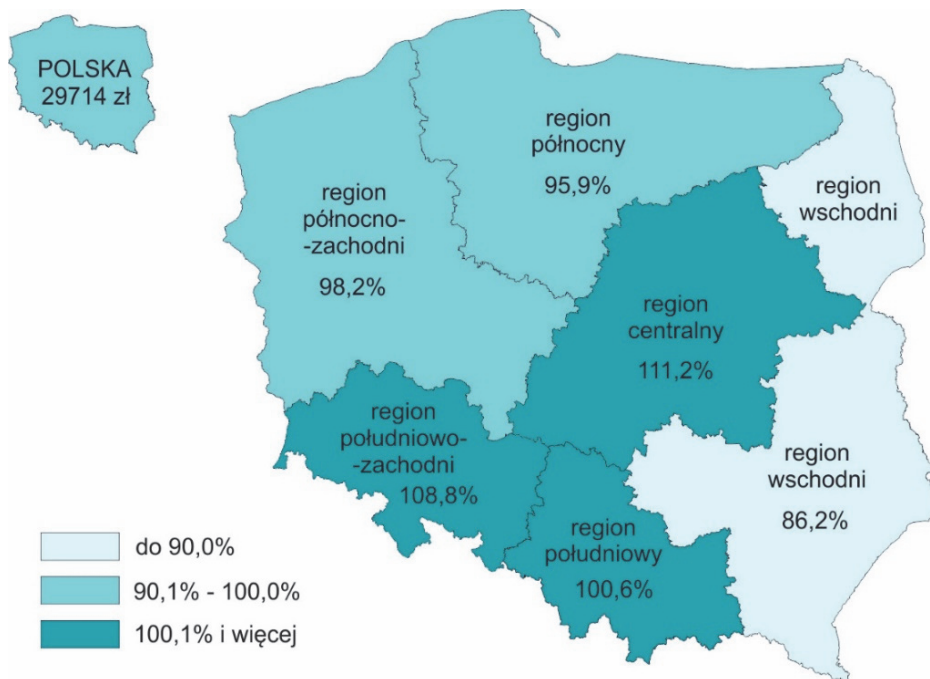 POLSKA
29714 zł
region
północny
95,9%
region
wschodni
region
północno-
-zachodni
98,2%
region
centralny
111,2%
region
południowo-
-zachodni
108,8%
region
wschodni
86,2%
region
południowy
100,6%
do 90,0%
90,1% - 100,0%
100,1% i więcej